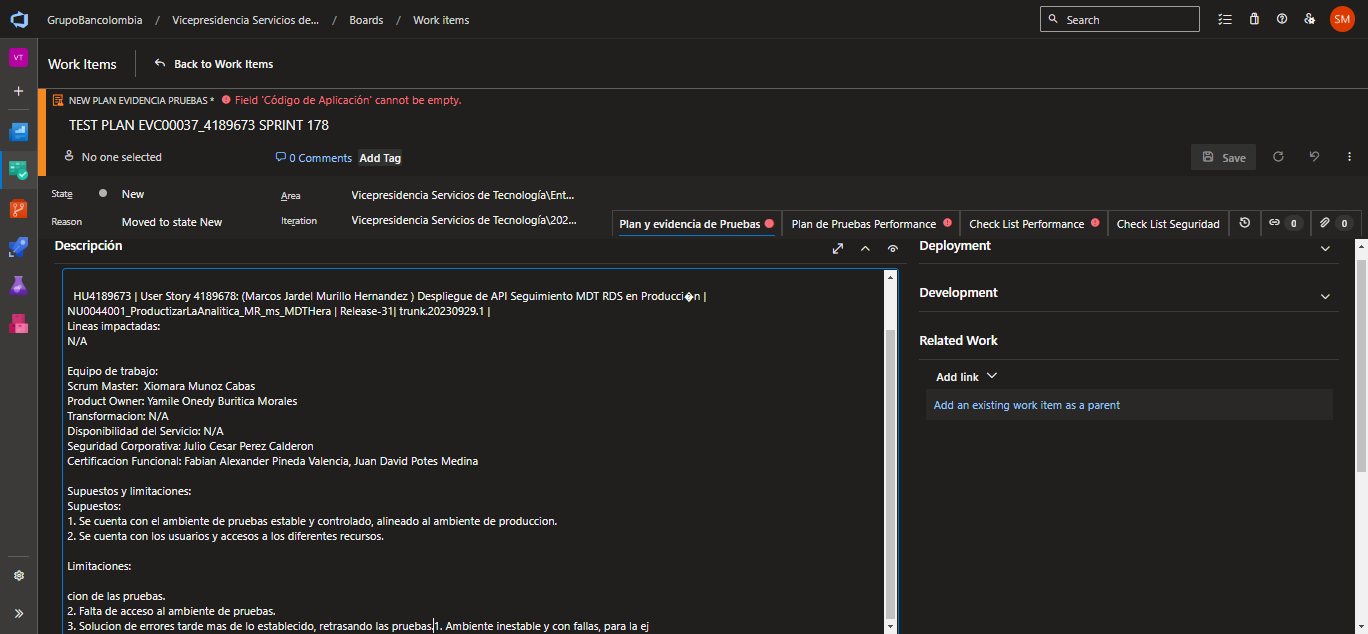 GrupoBancolombia / Vicepresidencia Servicios de... / Boards / Work items
Search
SM
VT
Work Items
Back to Work Items
NEW PLAN EVIDENCIA PRUEBAS * Field 'Código de Aplicación' cannot be empty.
TEST PLAN EVC00037_4189673 SPRINT 178
No one selected
0 Comments
Add Tag
Save
State
New
Area
Vicepresidencia Servicios de Tecnología\Ent...
Reason
Moved to state New
Iteration
Vicepresidencia Servicios de Tecnología\202...
Plan y evidencia de Pruebas
Plan de Pruebas Performance
Check List Performance
Check List Seguridad
0
0
Descripción
HU4189673 | User Story 4189678: (Marcos Jardel Murillo Hernandez ) Despliegue de API Seguimiento MDT RDS en Producci�n |
NU0044001_ProductizarLaAnalitica_MR_ms_MDTHera | Release-31| trunk.20230929.1 |
Lineas impactadas:
N/A
Equipo de trabajo:
Scrum Master:  Xiomara Munoz Cabas
Product Owner: Yamile Onedy Buritica Morales
Transformacion: N/A
Disponibilidad del Servicio: N/A
Seguridad Corporativa: Julio Cesar Perez Calderon
Certificacion Funcional: Fabian Alexander Pineda Valencia, Juan David Potes Medina
Supuestos y limitaciones:
Supuestos:
1. Se cuenta con el ambiente de pruebas estable y controlado, alineado al ambiente de produccion.
2. Se cuenta con los usuarios y accesos a los diferentes recursos.
Limitaciones:
cion de las pruebas.
2. Falta de acceso al ambiente de pruebas.
3. Solucion de errores tarde mas de lo establecido, retrasando las pruebas.1. Ambiente inestable y con fallas, para la ej
Deployment
Development
Related Work
Add link
Add an existing work item as a parent